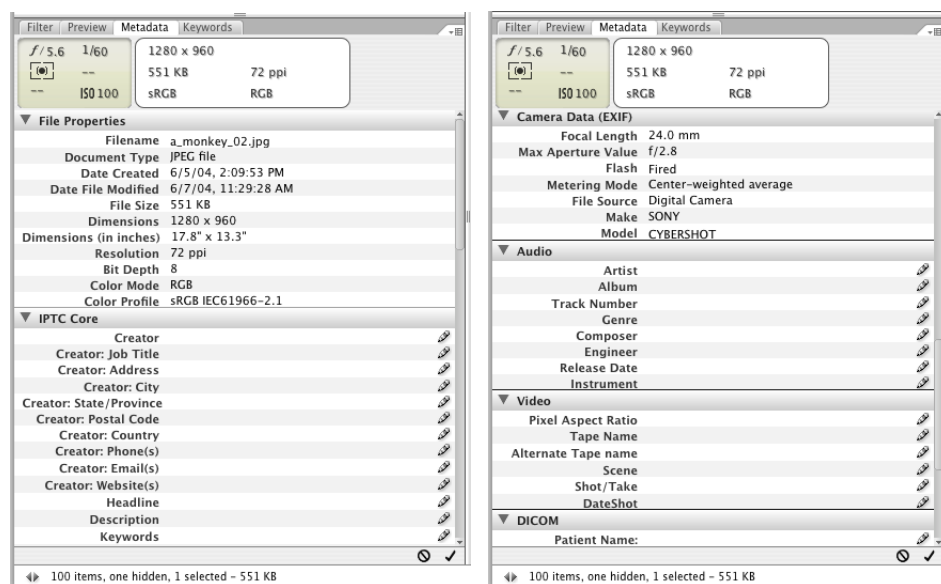 Filter Preview Metadata Keywords
f/5.6 1/60
--
-- ISO 100
1280 x 960
551 KB 72 ppi
sRGB RGB
File Properties
Filename a_monkey_02.jpg
Document Type JPEG file
Date Created 6/5/04, 2:09:53 PM
Date File Modified 6/7/04, 11:29:28 AM
File Size 551 KB
Dimensions 1280 x 960
Dimensions (in inches) 17.8" x 13.3"
Resolution 72 ppi
Bit Depth 8
Color Mode RGB
Color Profile sRGB IEC61966-2.1
IPTC Core
Creator
Creator: Job Title
Creator: Address
Creator: City
Creator: State/Province
Creator: Postal Code
Creator: Country
Creator: Phone(s)
Creator: Email(s)
Creator: Website(s)
Headline
Description
Keywords
100 items, one hidden, 1 selected - 551 KB
Filter Preview Metadata Keywords
f/5.6 1/60
--
-- ISO 100
1280 x 960
551 KB 72 ppi
sRGB RGB
Camera Data (EXIF)
Focal Length 24.0 mm
Max Aperture Value f/2.8
Flash Fired
Metering Mode Center-weighted average
File Source Digital Camera
Make SONY
Model CYBERSHOT
Audio
Artist
Album
Track Number
Genre
Composer
Engineer
Release Date
Instrument
Video
Pixel Aspect Ratio
Tape Name
Alternate Tape name
Scene
Shot/Take
DateShot
DICOM
Patient Name:
100 items, one hidden, 1 selected - 551 KB